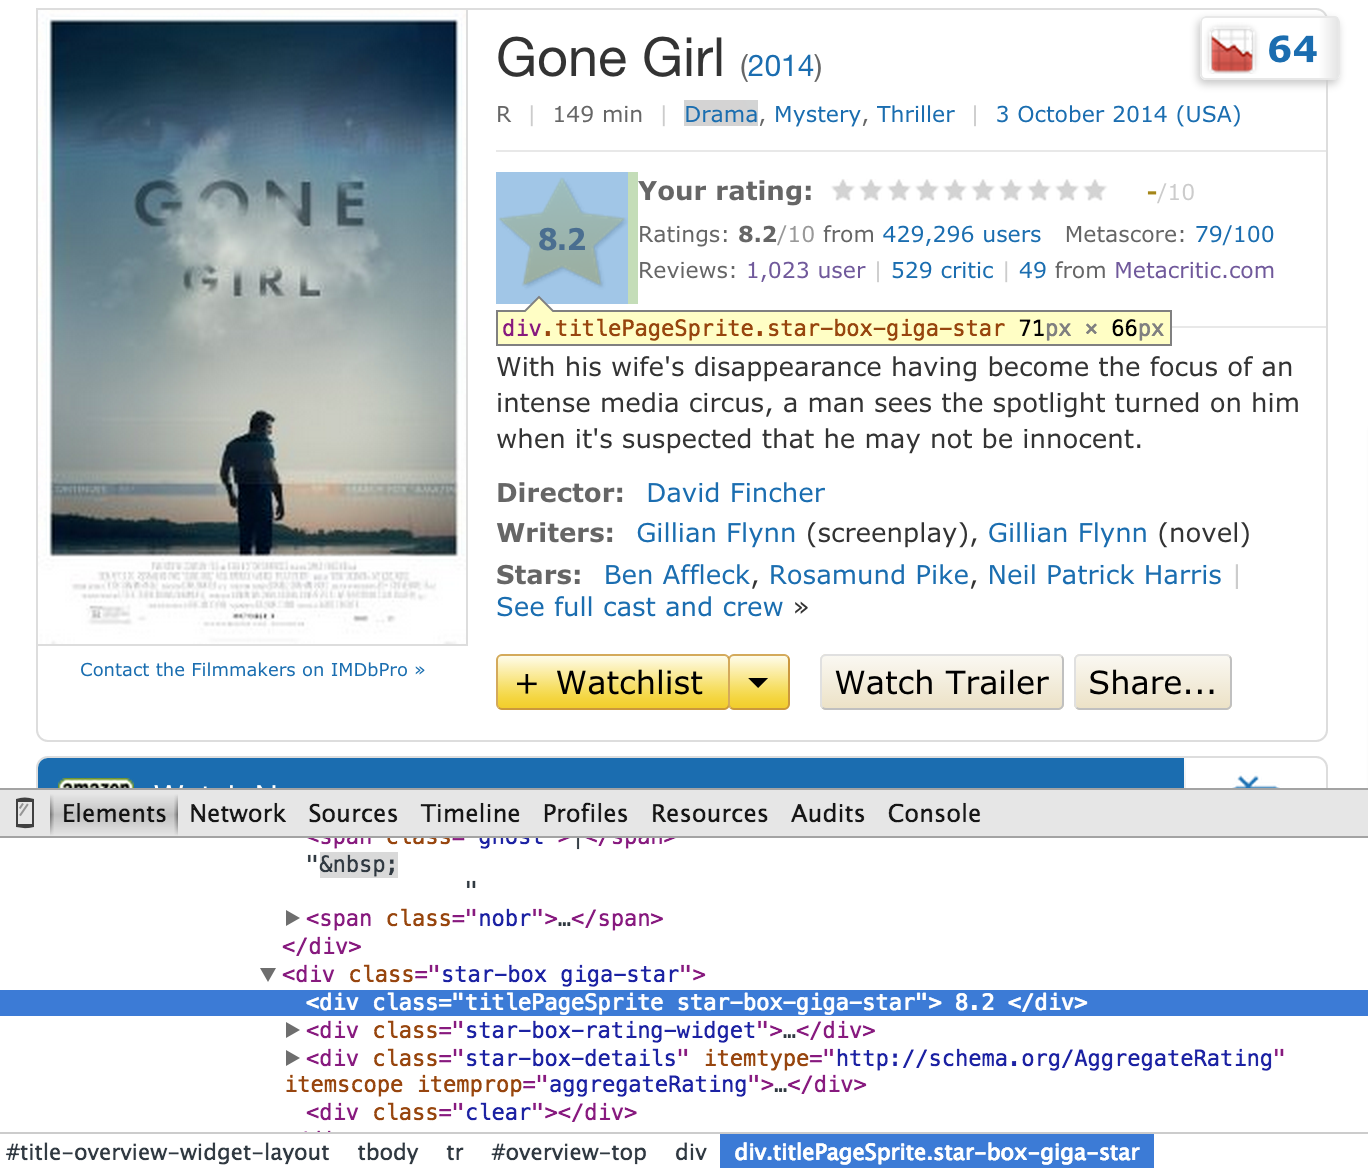 Gone Girl (2014)
64
R | 149 min | Drama, Mystery, Thriller | 3 October 2014 (USA)
GONE
GIRL
8.2
Your rating: -/10
Ratings: 8.2/10 from 429,296 users Metascore: 79/100
Reviews: 1,023 user | 529 critic | 49 from Metacritic.com
div.titlePageSprite.star-box-giga-star 71px × 66px
With his wife's disappearance having become the focus of an
intense media circus, a man sees the spotlight turned on him
when it's suspected that he may not be innocent.
Director: David Fincher
Writers: Gillian Flynn (screenplay), Gillian Flynn (novel)
Stars: Ben Affleck, Rosamund Pike, Neil Patrick Harris |
See full cast and crew »
Contact the Filmmakers on IMDbPro »
+ Watchlist
Watch Trailer
Share...
amazon
Elements Network Sources Timeline Profiles Resources Audits Console
<span class="ghost">|</span>
"&nbsp;
"
<span class="nobr">…</span>
</div>
<div class="star-box giga-star">
<div class="titlePageSprite star-box-giga-star"> 8.2 </div>
<div class="star-box-rating-widget">…</div>
<div class="star-box-details" itemtype="http://schema.org/AggregateRating"
itemscope itemprop="aggregateRating">…</div>
<div class="clear"></div>
#title-overview-widget-layout tbody tr #overview-top div div.titlePageSprite.star-box-giga-star